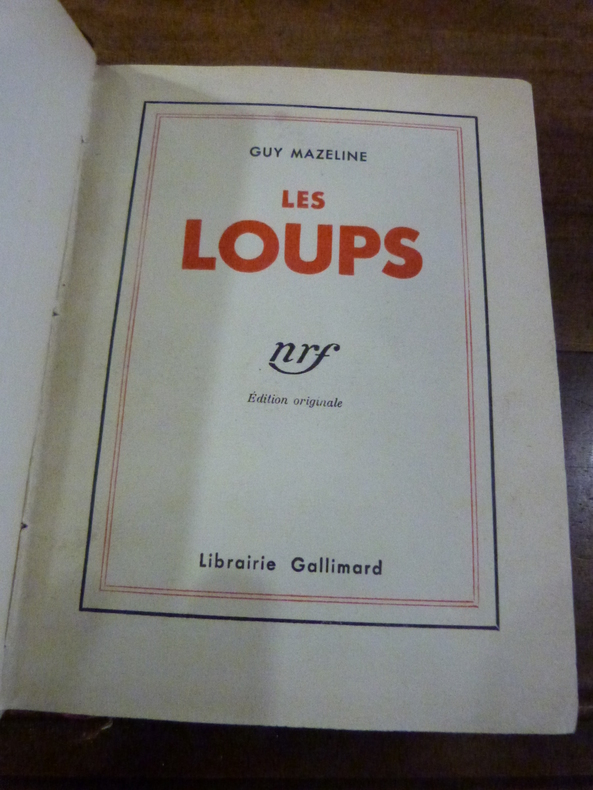 GUY MAZELINE
LES
LOUPS
nrf
Édition originale
Librairie Gallimard